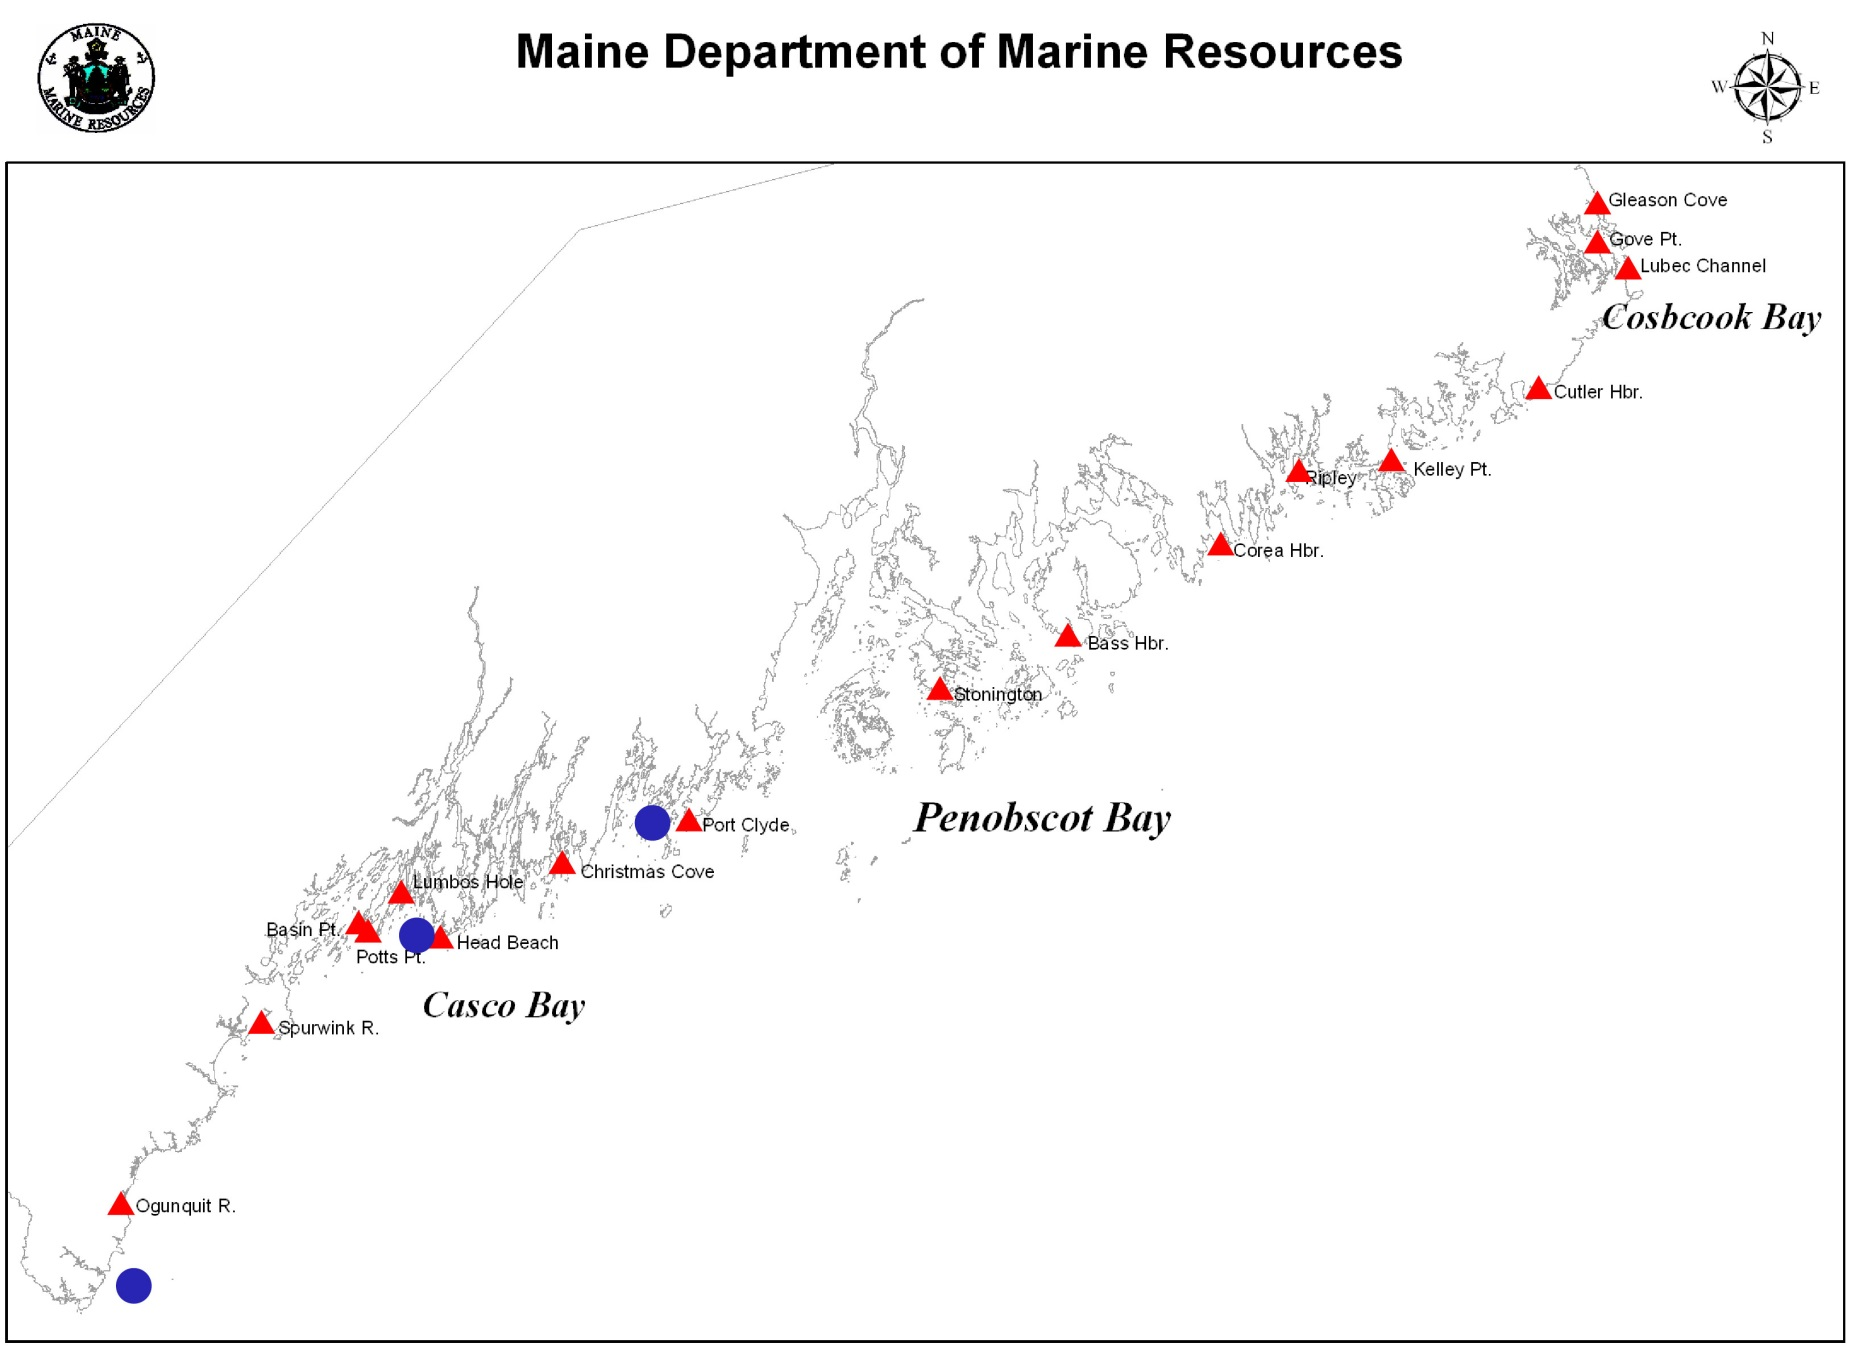 MAINE
MARINE RESOURCES
Maine Department of Marine Resources
N
W
E
S
Gleason Cove
Gove Pt.
Lubec Channel
Cosbcook Bay
Cutler Hbr.
Kelley Pt.
Ripley
Corea Hbr.
Bass Hbr.
Stonington
Penobscot Bay
Port Clyde
Christmas Cove
Lumbos Hole
Basin Pt.
Head Beach
Potts Pt.
Casco Bay
Spurwink R.
Ogunquit R.